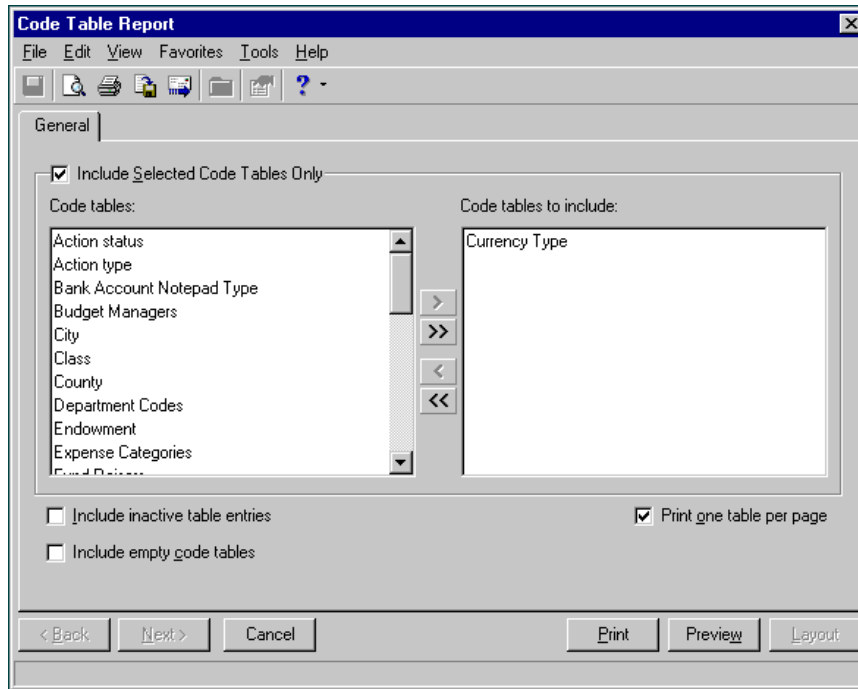 Code Table Report
File Edit View Favorites Tools Help
General
Include Selected Code Tables Only
Code tables:
Code tables to include:
Action status
Action type
Bank Account Notepad Type
Budget Managers
City
Class
County
Department Codes
Endowment
Expense Categories
Currency Type
>
>>
<
<<
Include inactive table entries
Print one table per page
Include empty code tables
< Back Next > Cancel Print Preview Layout